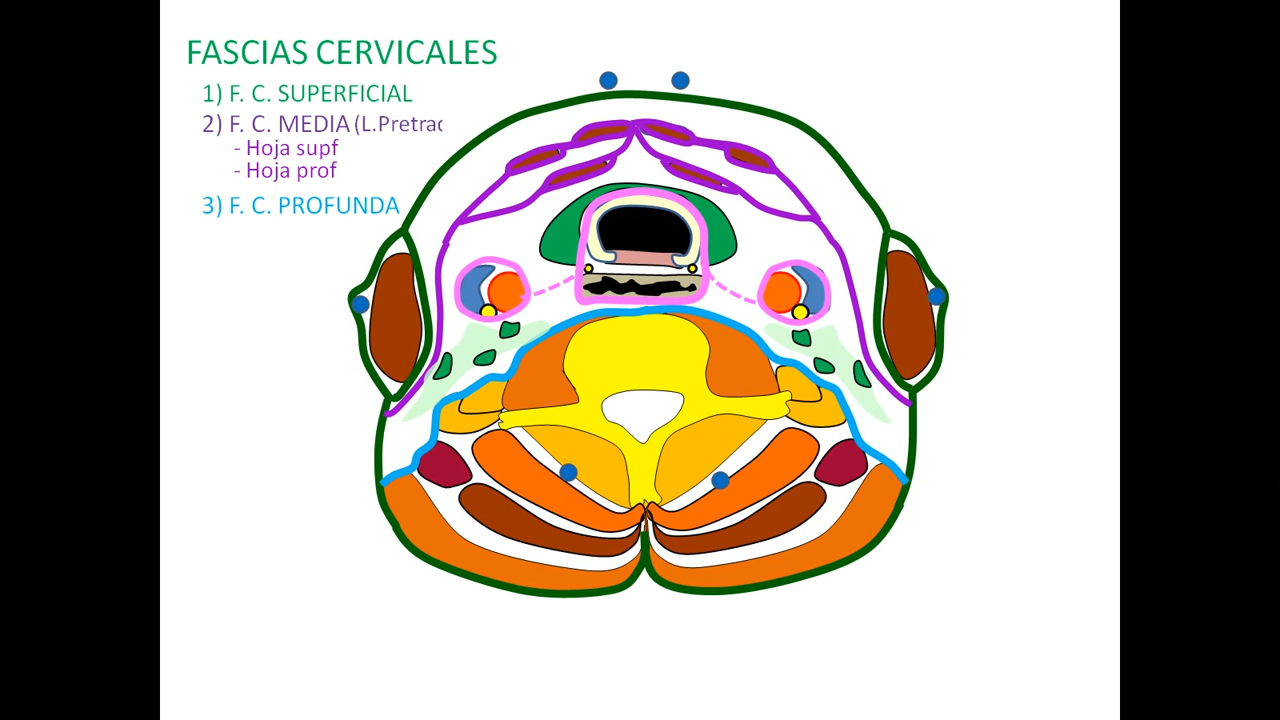 FASCIAS CERVICALES
1) F. C. SUPERFICIAL
2) F. C. MEDIA (L.Pretrac
- Hoja supf
- Hoja prof
3) F. C. PROFUNDA